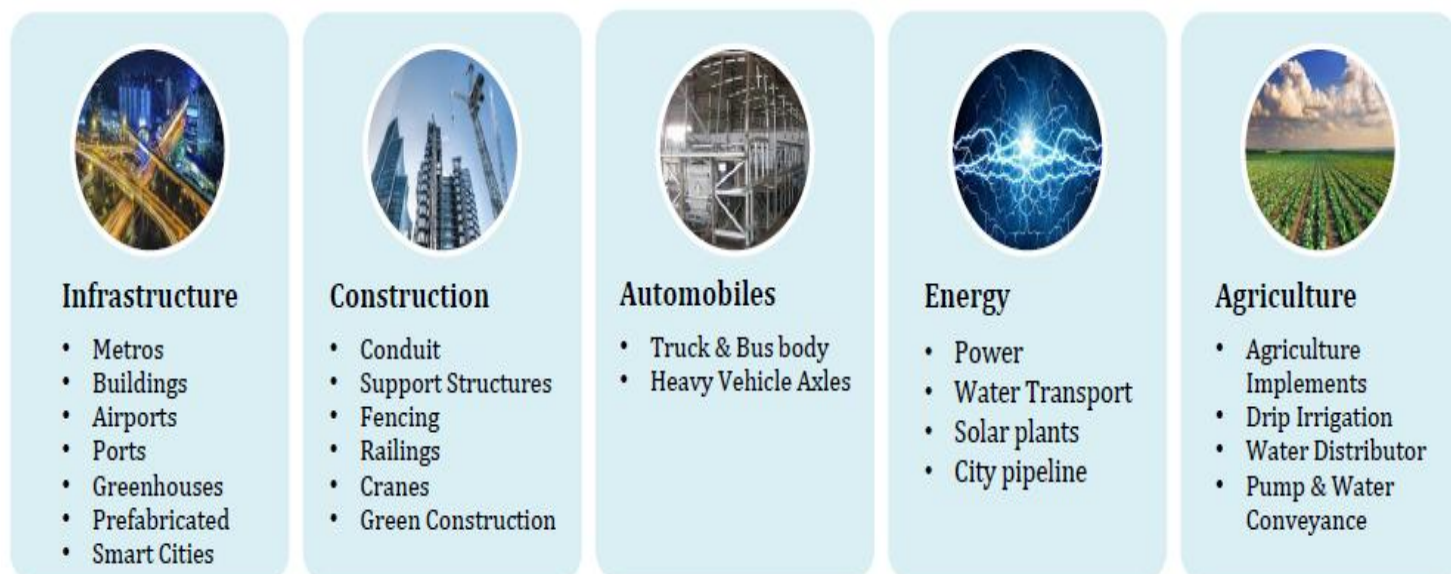 Infrastructure
• Metros
• Buildings
• Airports
• Ports
• Greenhouses
• Prefabricated
• Smart Cities
Construction
• Conduit
• Support Structures
• Fencing
• Railings
• Cranes
• Green Construction
Automobiles
• Truck & Bus body
• Heavy Vehicle Axles
Energy
• Power
• Water Transport
• Solar plants
• City pipeline
Agriculture
• Agriculture
Implements
• Drip Irrigation
• Water Distributor
• Pump & Water
Conveyance